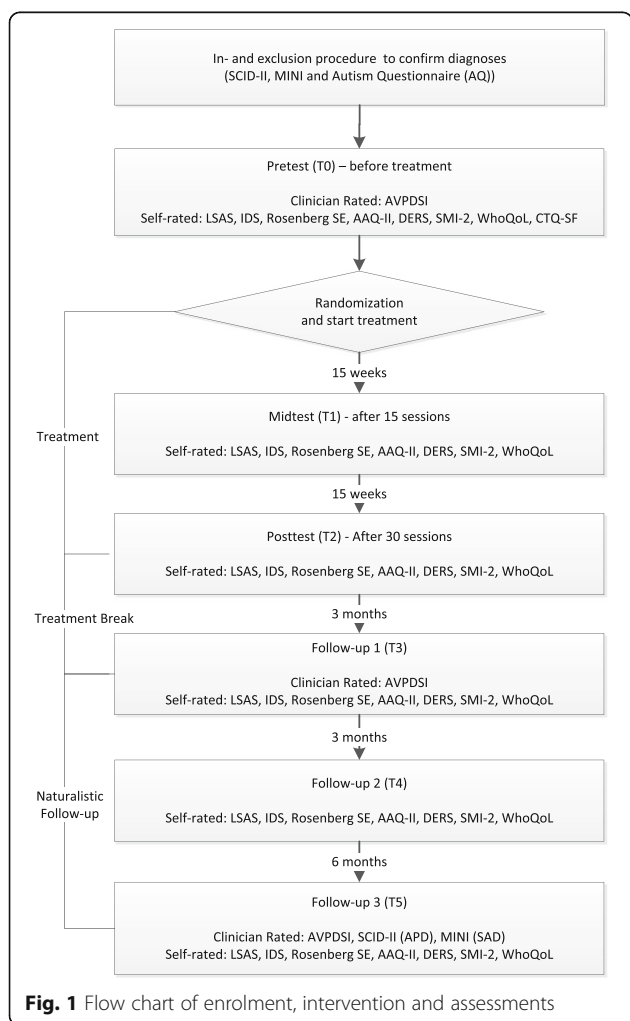 In- and exclusion procedure to confirm diagnoses
(SCID-II, MINI and Autism Questionnaire (AQ))
Pretest (T0) – before treatment
Clinician Rated: AVPDSI
Self-rated: LSAS, IDS, Rosenberg SE, AAQ-II, DERS, SMI-2, WhoQoL, CTQ-SF
Randomization
and start treatment
15 weeks
Midtest (T1) - after 15 sessions
Self-rated: LSAS, IDS, Rosenberg SE, AAQ-II, DERS, SMI-2, WhoQoL
Treatment
15 weeks
Posttest (T2) - After 30 sessions
Self-rated: LSAS, IDS, Rosenberg SE, AAQ-II, DERS, SMI-2, WhoQoL
3 months
Treatment Break
Follow-up 1 (T3)
Clinician Rated: AVPDSI
Self-rated: LSAS, IDS, Rosenberg SE, AAQ-II, DERS, SMI-2, WhoQoL
3 months
Follow-up 2 (T4)
Self-rated: LSAS, IDS, Rosenberg SE, AAQ-II, DERS, SMI-2, WhoQoL
Naturalistic
Follow-up
6 months
Follow-up 3 (T5)
Clinician Rated: AVPDSI, SCID-II (APD), MINI (SAD)
Self-rated: LSAS, IDS, Rosenberg SE, AAQ-II, DERS, SMI-2, WhoQoL
Fig. 1 Flow chart of enrolment, intervention and assessments